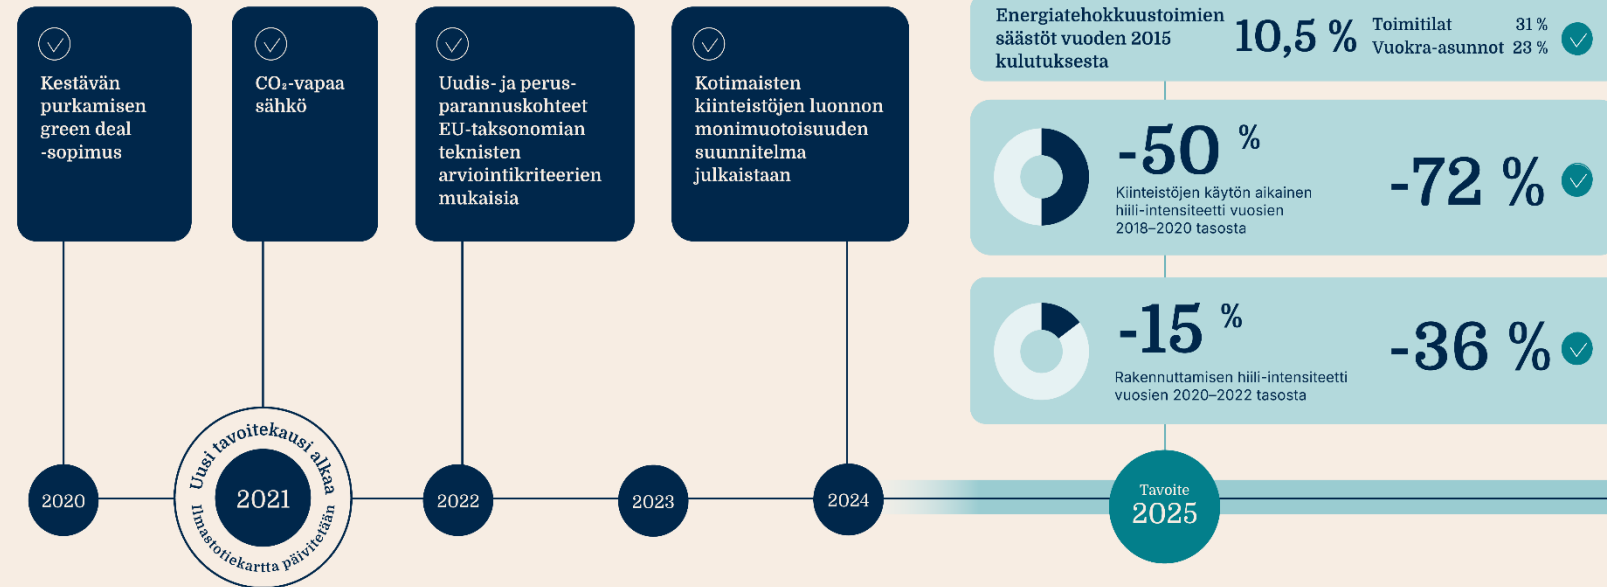 Kestävän
purkamisen
green deal
-sopimus
CO₂-vapaa
sähkö
Uudis- ja perus-
parannuskohteet
EU-taksonomian
teknisten
arviointikriteerien
mukaisia
Kotimaisten
kiinteistöjen luonnon
monimuotoisuuden
suunnitelma
julkaistaan
Energiatehokkuustoimien
säästöt vuoden 2015
kulutuksesta
10,5 %
Toimitilat 31 %
Vuokra-asunnot 23 %
-50 %
Kiinteistöjen käytön aikainen
hiili-intensiteetti vuosien
2018–2020 tasosta
-72 %
-15 %
Rakennuttamisen hiili-intensiteetti
vuosien 2020–2022 tasosta
-36 %
2020
Uusi tavoitekausi alkaa
2021
Ilmastotiekartta päivitetään
2022
2023
2024
Tavoite
2025